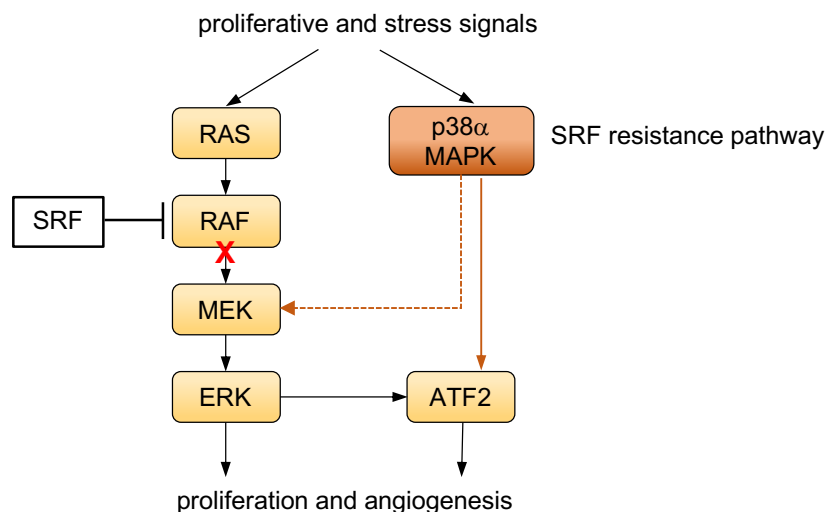 proliferative and stress signals
RAS
p38α
MAPK
SRF resistance pathway
SRF
RAF
X
MEK
ERK
ATF2
proliferation and angiogenesis